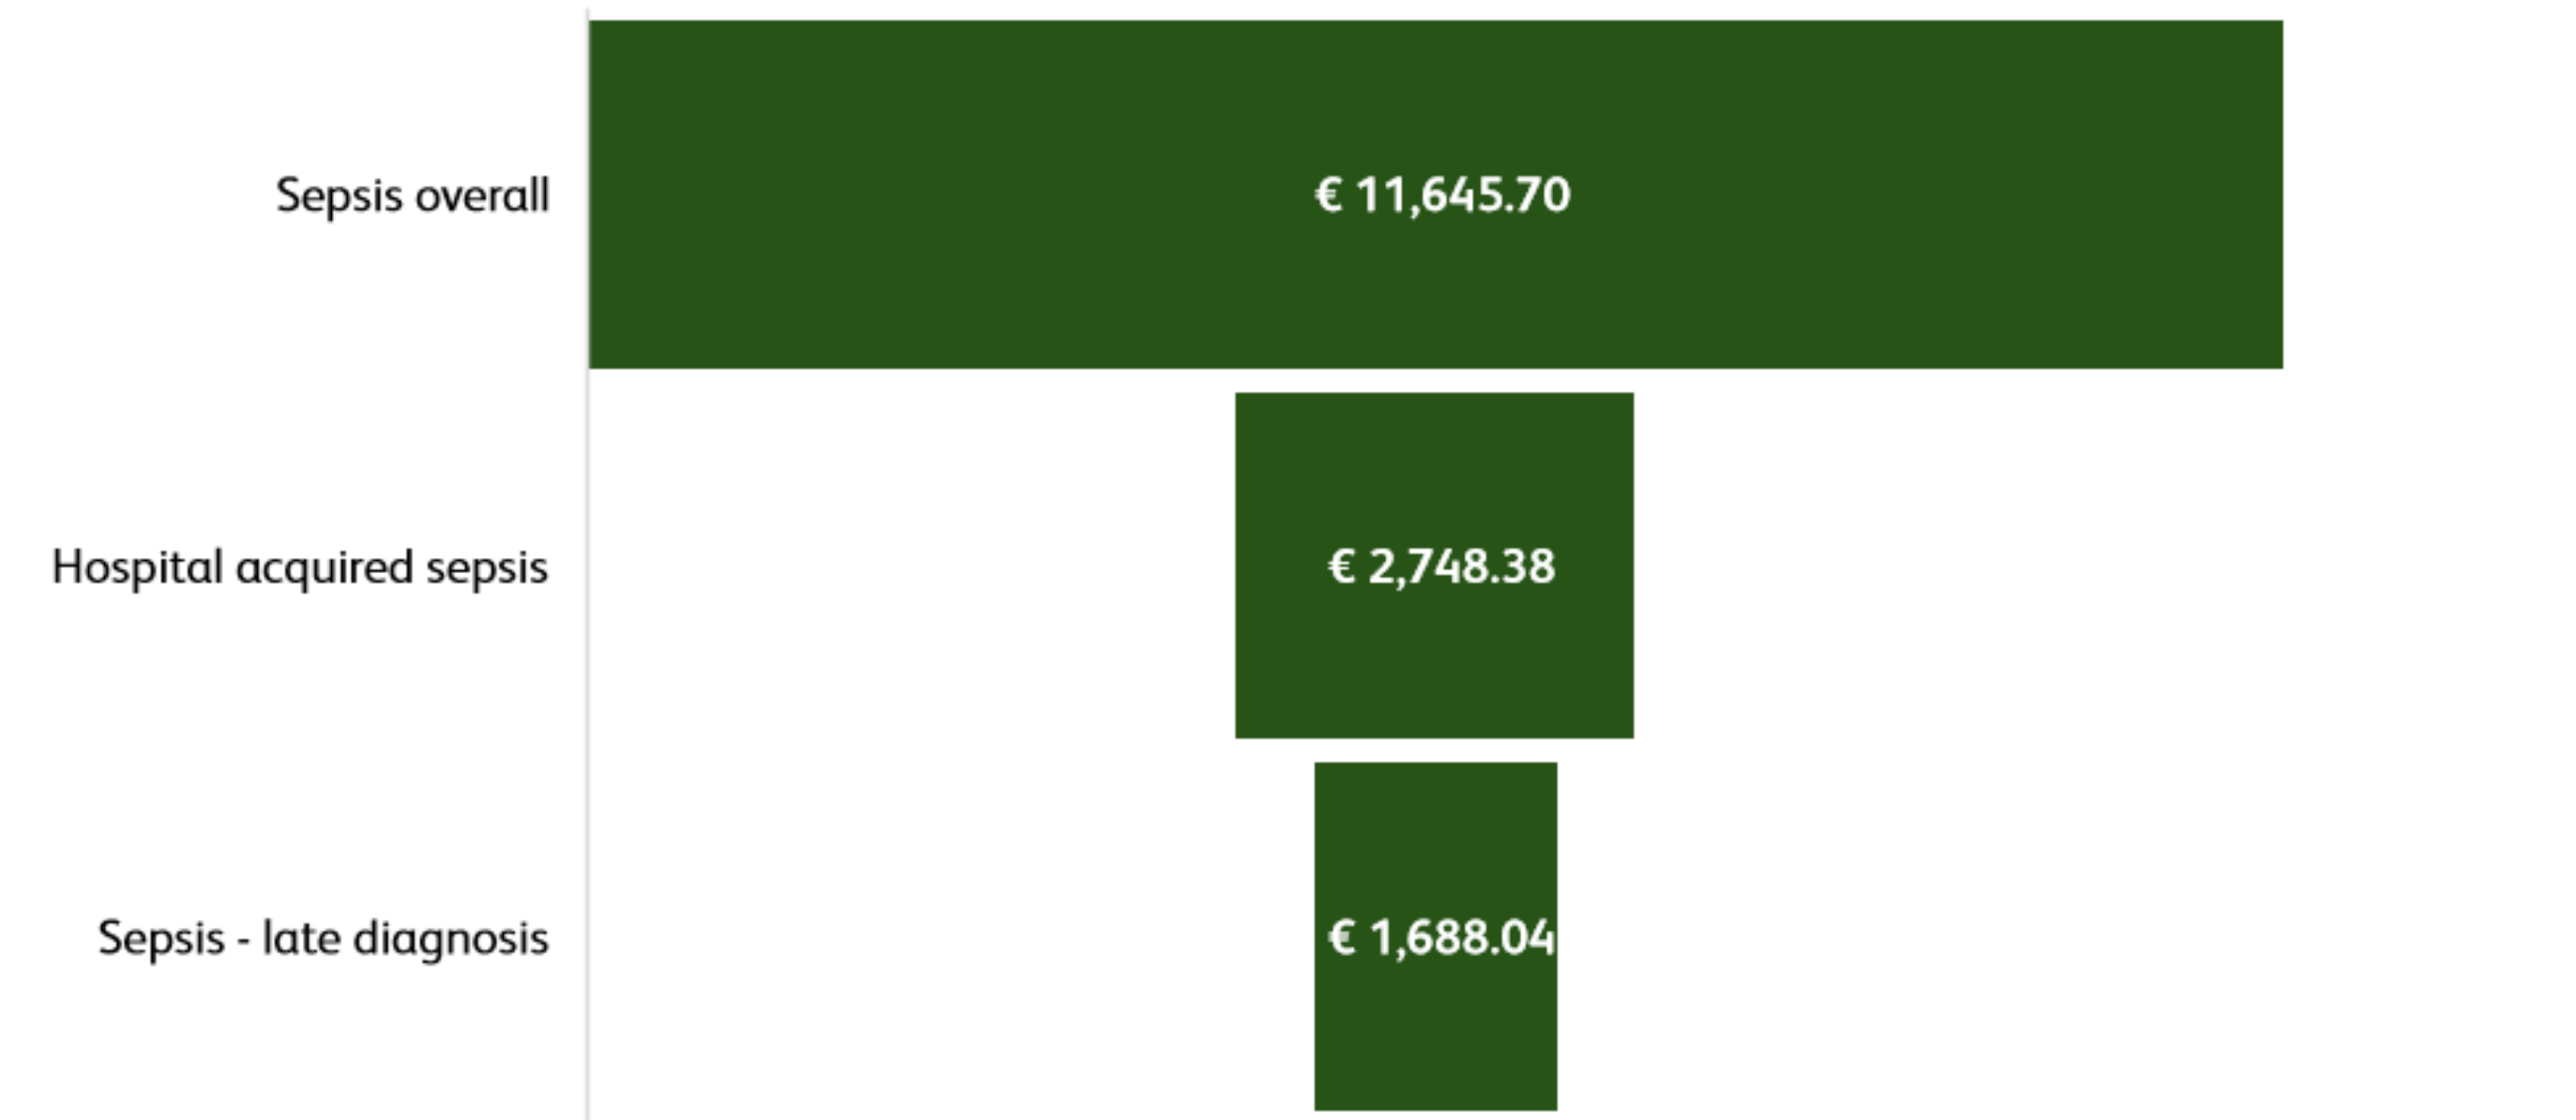 Sepsis overall
€ 11,645.70
Hospital acquired sepsis
€ 2,748.38
Sepsis - late diagnosis
€ 1,688.04